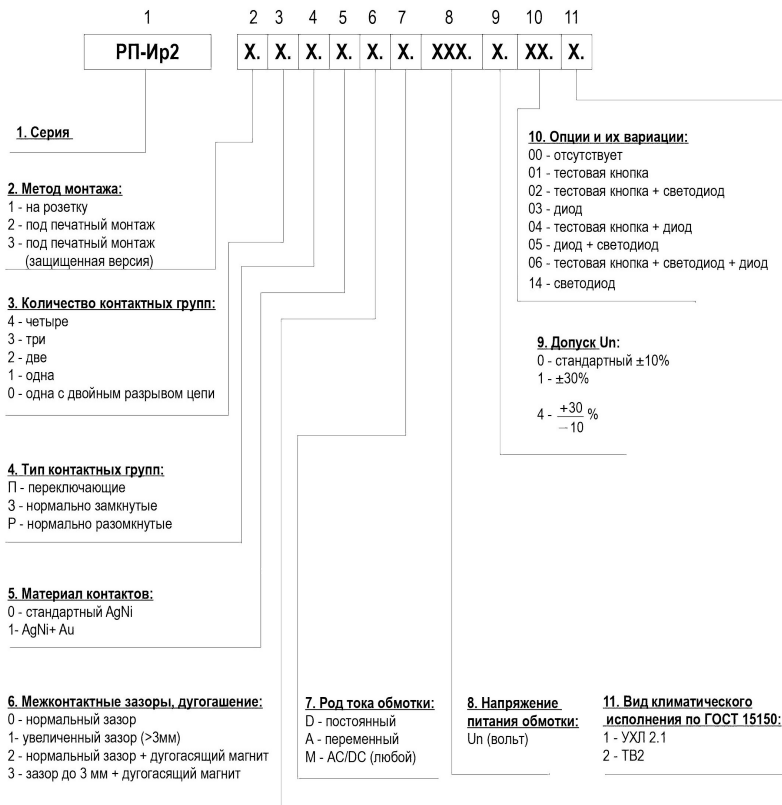 1 2 3 4 5 6 7 8 9 10 11
РП-Ир2 X. X. X. X. X. X. XXX. X. XX. X.
1. Серия
2. Метод монтажа:
1 - на розетку
2 - под печатный монтаж
3 - под печатный монтаж
(защищенная версия)
3. Количество контактных групп:
4 - четыре
3 - три
2 - две
1 - одна
0 - одна с двойным разрывом цепи
4. Тип контактных групп:
П - переключающие
З - нормально замкнутые
Р - нормально разомкнутые
5. Материал контактов:
0 - стандартный AgNi
1- AgNi+ Au
6. Межконтактные зазоры, дугогашение:
0 - нормальный зазор
1- увеличенный зазор (>3мм)
2 - нормальный зазор + дугогасящий магнит
3 - зазор до 3 мм + дугогасящий магнит
7. Род тока обмотки:
D - постоянный
А - переменный
М - AC/DC (любой)
8. Напряжение
питания обмотки:
Un (вольт)
9. Допуск Un:
0 - стандартный ±10%
1 - ±30%
4 - +30
−10 %
10. Опции и их вариации:
00 - отсутствует
01 - тестовая кнопка
02 - тестовая кнопка + светодиод
03 - диод
04 - тестовая кнопка + диод
05 - диод + светодиод
06 - тестовая кнопка + светодиод + диод
14 - светодиод
11. Вид климатического
исполнения по ГОСТ 15150:
1 - УХЛ 2.1
2 - ТВ2